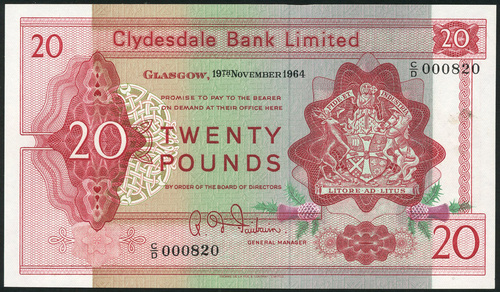 20
Clydesdale Bank Limited
20
GLASGOW, 19TH NOVEMBER 1964
C/D 000820
PROMISE TO PAY TO THE BEARER
ON DEMAND AT THEIR OFFICE HERE
20
TWENTY
POUNDS
BY ORDER OF THE BOARD OF DIRECTORS
LITORE·AD·LITUS
GENERAL MANAGER
C/D 000820
20